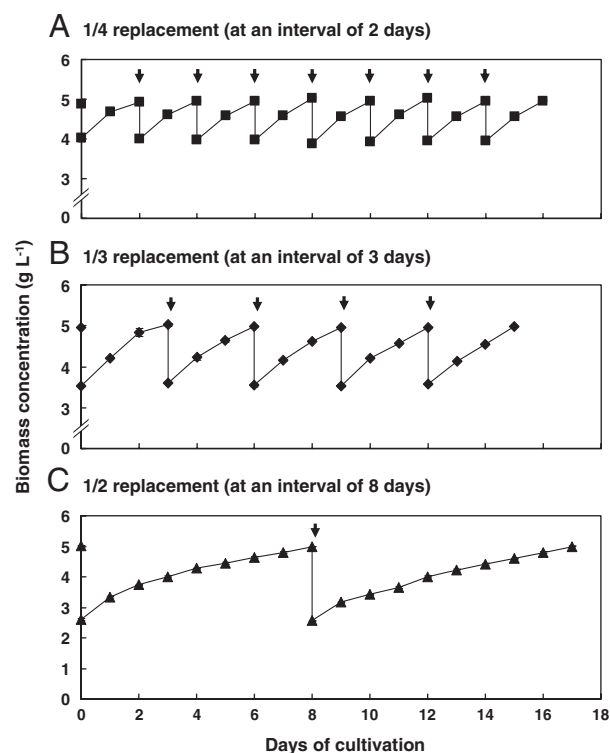 A 1/4 replacement (at an interval of 2 days)
6
5
4
3
0
B 1/3 replacement (at an interval of 3 days)
6
5
4
3
0
C 1/2 replacement (at an interval of 8 days)
6
5
4
3
2
1
0
0 2 4 6 8 10 12 14 16 18
Days of cultivation
Biomass concentration (g L-1)